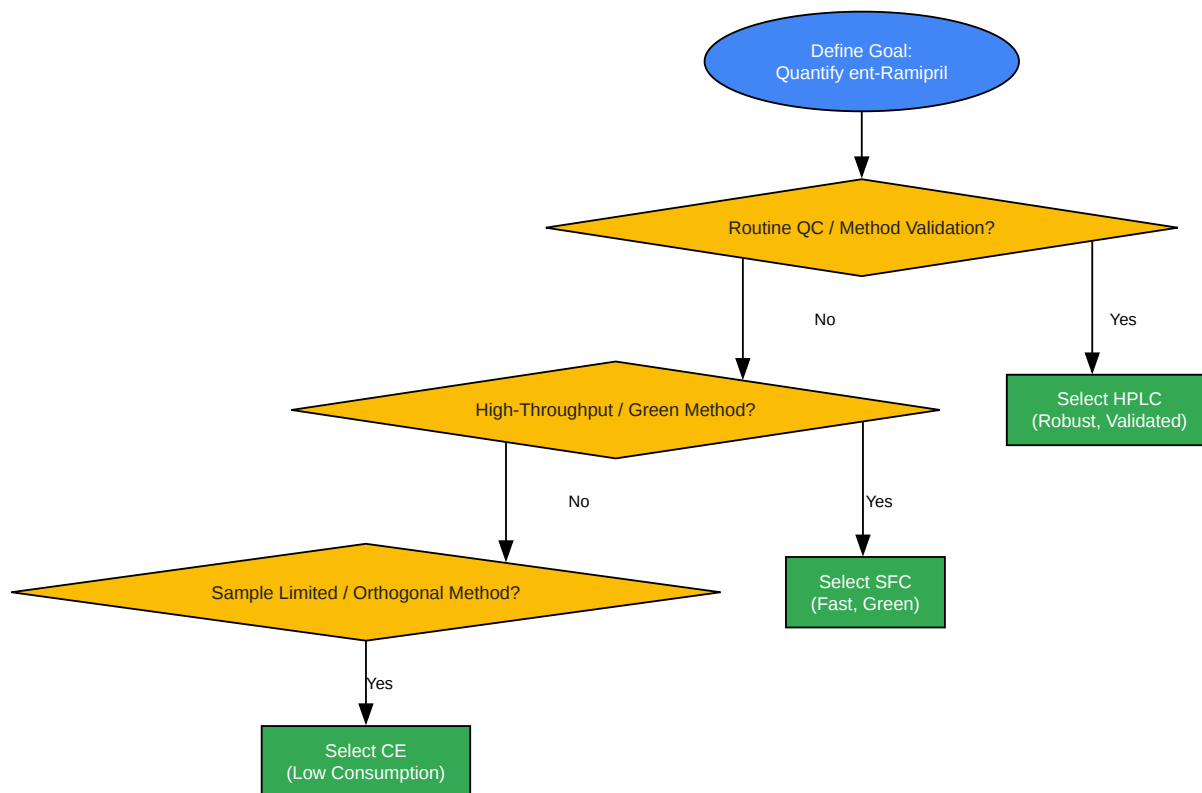 Define Goal:
Quantify ent-Ramipril
Routine QC / Method Validation?
No
Yes
Select HPLC
(Robust, Validated)
High-Throughput / Green Method?
No
Yes
Select SFC
(Fast, Green)
Sample Limited / Orthogonal Method?
Yes
Select CE
(Low Consumption)